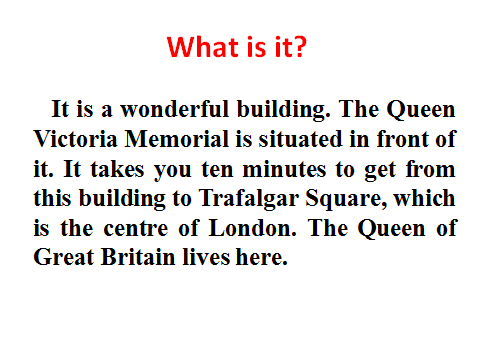 What is it?
It is a wonderful building. The Queen
Victoria Memorial is situated in front of
it. It takes you ten minutes to get from
this building to Trafalgar Square, which
is the centre of London. The Queen of
Great Britain lives here.